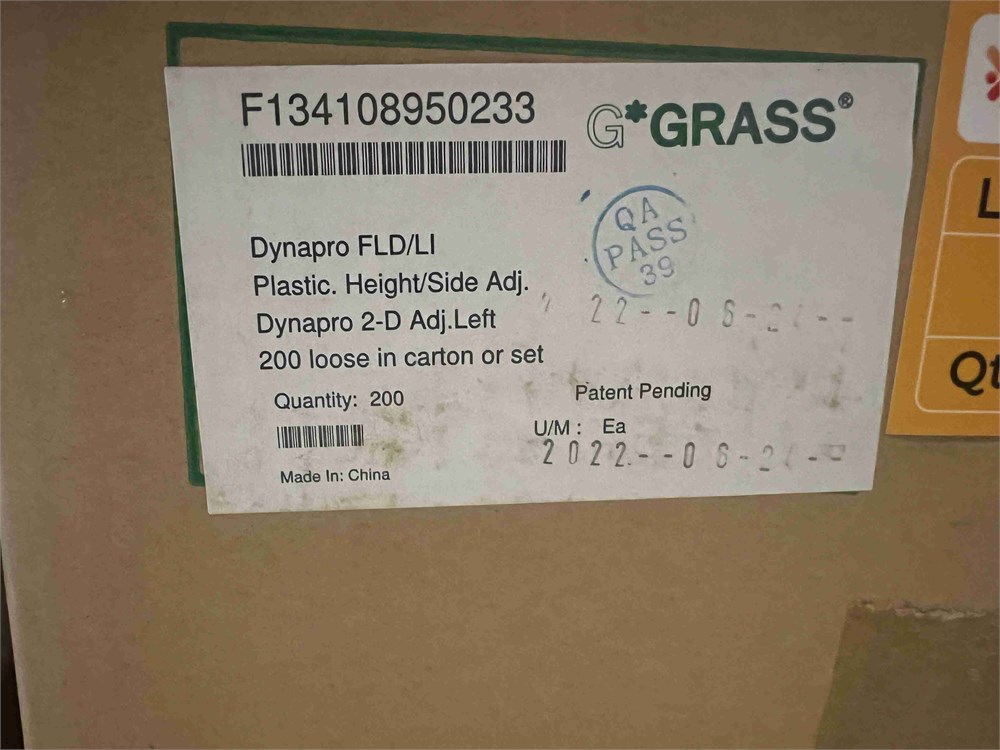 F134108950233
G*GRASS®
QA
PASS
39
Dynapro FLD/LI
Plastic. Height/Side Adj.
Dynapro 2-D Adj.Left
200 loose in carton or set
Quantity: 200
Patent Pending
U/M : Ea
Made In: China
L
Qt